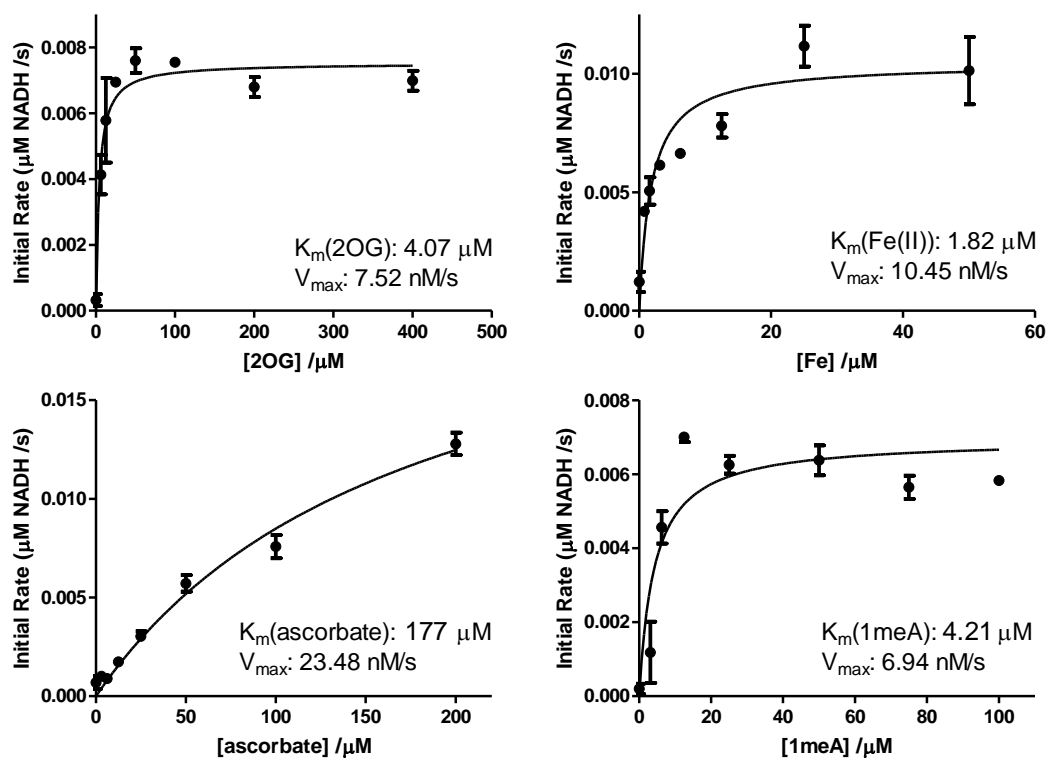 Initial Rate (μM NADH /s)
0.008
0.006
0.004
0.002
0.000
0 100 200 300 400 500
[2OG] /μM
Km(2OG): 4.07 μM
Vmax: 7.52 nM/s
Initial Rate (μM NADH /s)
0.010
0.005
0.000
0 20 40 60
[Fe] /μM
Km(Fe(II)): 1.82 μM
Vmax: 10.45 nM/s
Initial Rate (μM NADH /s)
0.015
0.010
0.005
0.000
0 50 100 150 200
[ascorbate] /μM
Km(ascorbate): 177 μM
Vmax: 23.48 nM/s
Initial Rate (μM NADH /s)
0.008
0.006
0.004
0.002
0.000
0 20 40 60 80 100
[1meA] /μM
Km(1meA): 4.21 μM
Vmax: 6.94 nM/s